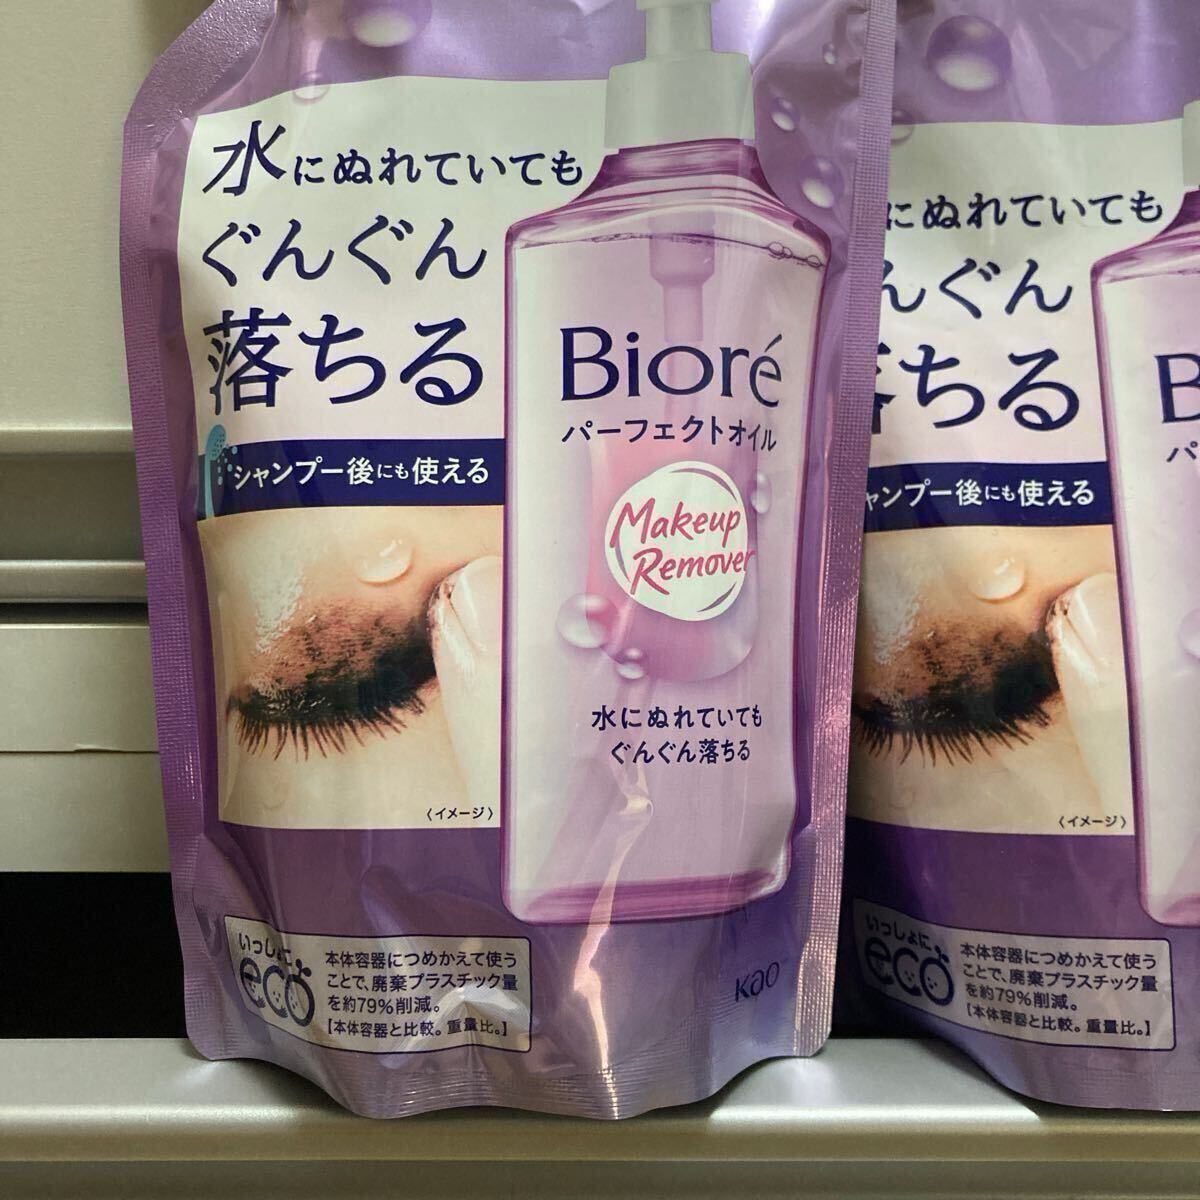 水にぬれていても
ぐんぐん
落ちる
シャンプー後にも使える
Bioré
パーフェクトオイル
Makeup
Remover
水にぬれていても
ぐんぐん落ちる
〈イメージ〉
いっしょに
eco
本体容器につめかえて使う
ことで、廃棄プラスチック量
を約79%削減。
【本体容器と比較。重量比。】
Kao
にぬれていても
んぐん
ちる
ャンプー後にも使える
B
パ
〈イメージ〉
いっしょに
eco
本体容器につめかえて使う
ことで、廃棄プラスチック量
を約79%削減。
【本体容器と比較。重量比。】